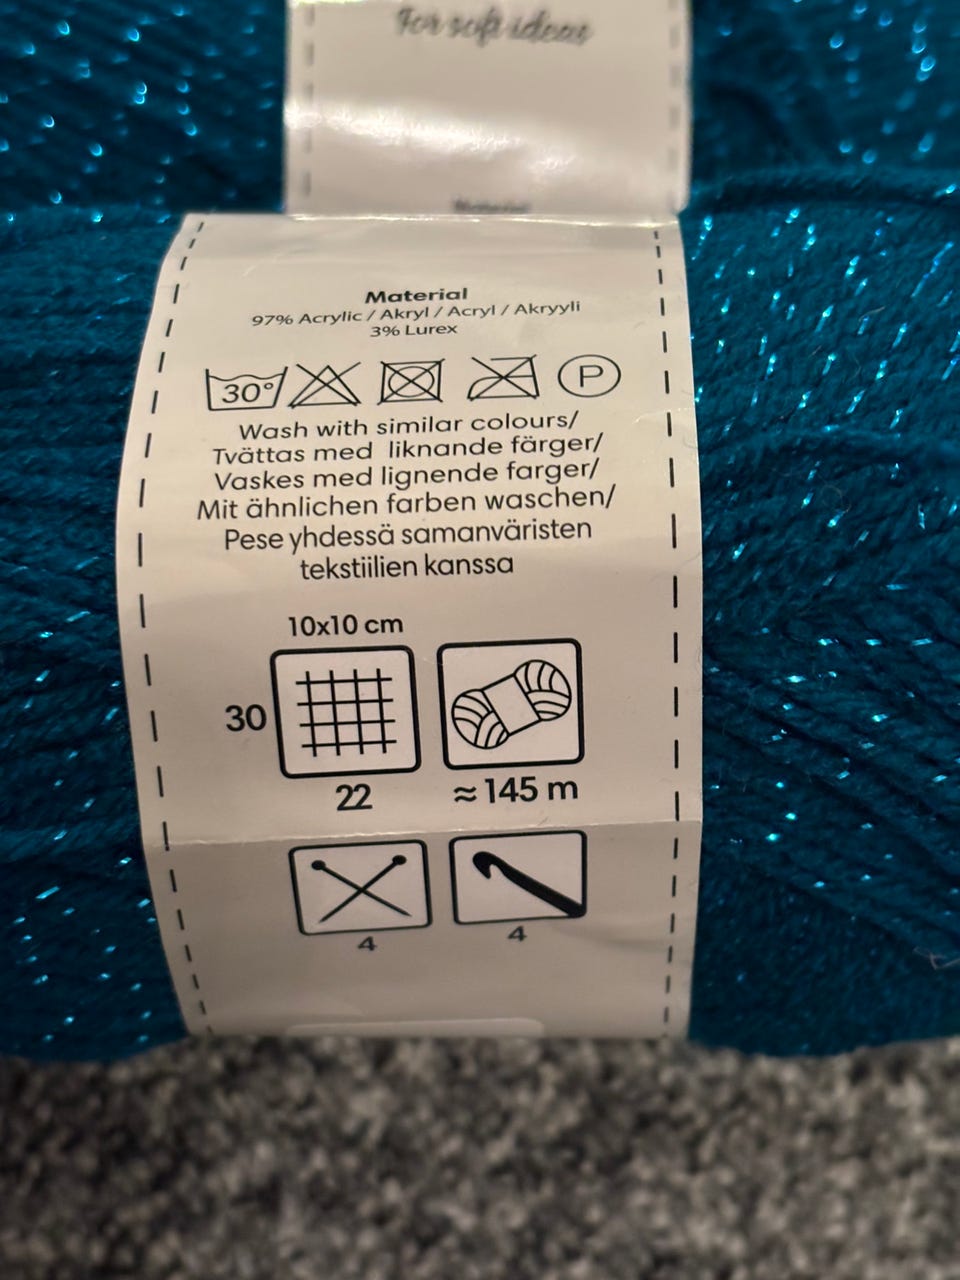 For soft ideas
Material
Material
97% Acrylic / Akryl / Acryl / Akryyli
3% Lurex
30° P
Wash with similar colours/
Tvättas med liknande färger/
Vaskes med lignende farger/
Mit ähnlichen farben waschen/
Pese yhdessä samanväristen
tekstiilien kanssa
10x10 cm
30
22 ≈ 145 m
4 4